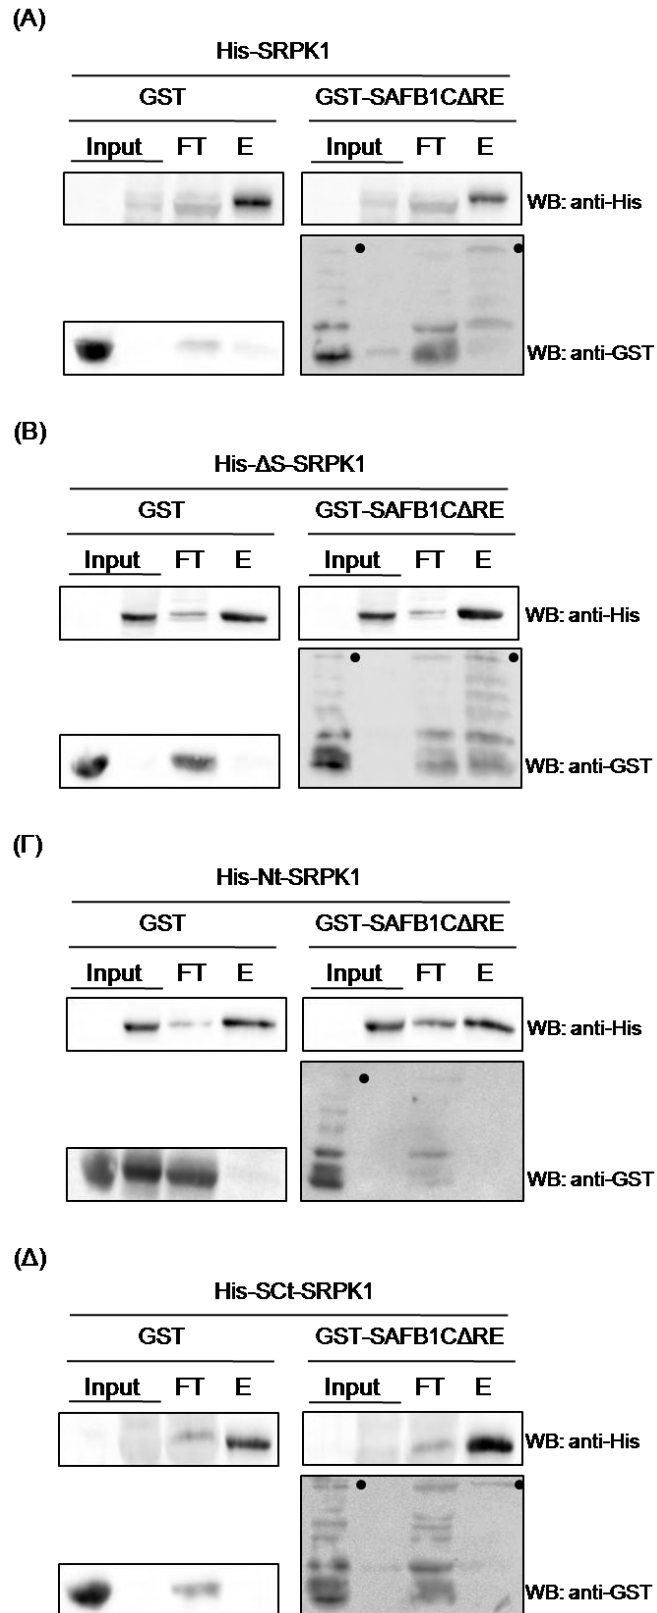 (A)
His-SRPK1
GST GST-SAFB1CΔRE
Input FT E Input FT E
WB: anti-His
WB: anti-GST
(B)
His-ΔS-SRPK1
GST GST-SAFB1CΔRE
Input FT E Input FT E
WB: anti-His
WB: anti-GST
(Γ)
His-Nt-SRPK1
GST GST-SAFB1CΔRE
Input FT E Input FT E
WB: anti-His
WB: anti-GST
(Δ)
His-SCt-SRPK1
GST GST-SAFB1CΔRE
Input FT E Input FT E
WB: anti-His
WB: anti-GST